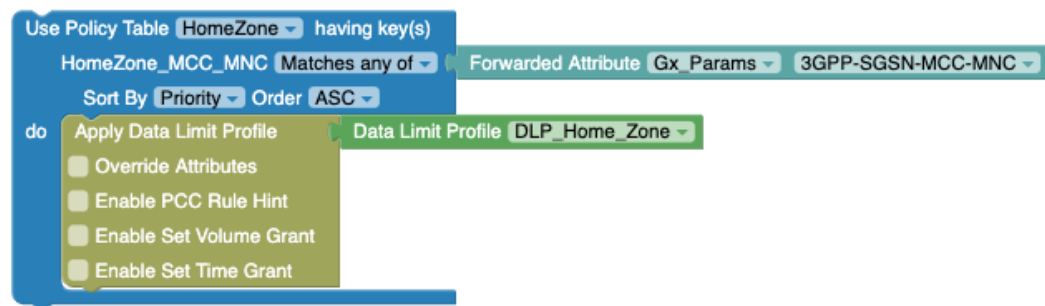 Use Policy Table HomeZone having key(s)
HomeZone_MCC_MNC Matches any of Forwarded Attribute Gx_Params 3GPP-SGSN-MCC-MNC
Sort By Priority Order ASC
do Apply Data Limit Profile Data Limit Profile DLP_Home_Zone
Override Attributes
Enable PCC Rule Hint
Enable Set Volume Grant
Enable Set Time Grant